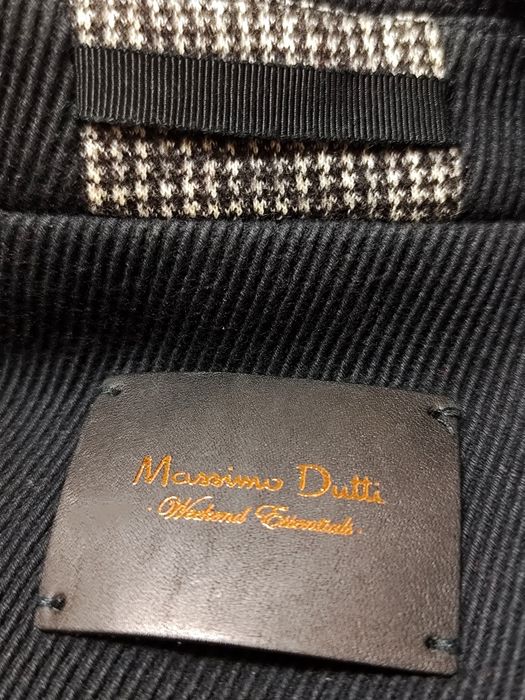 Massimo Dutti
· Weekend Essentials ·